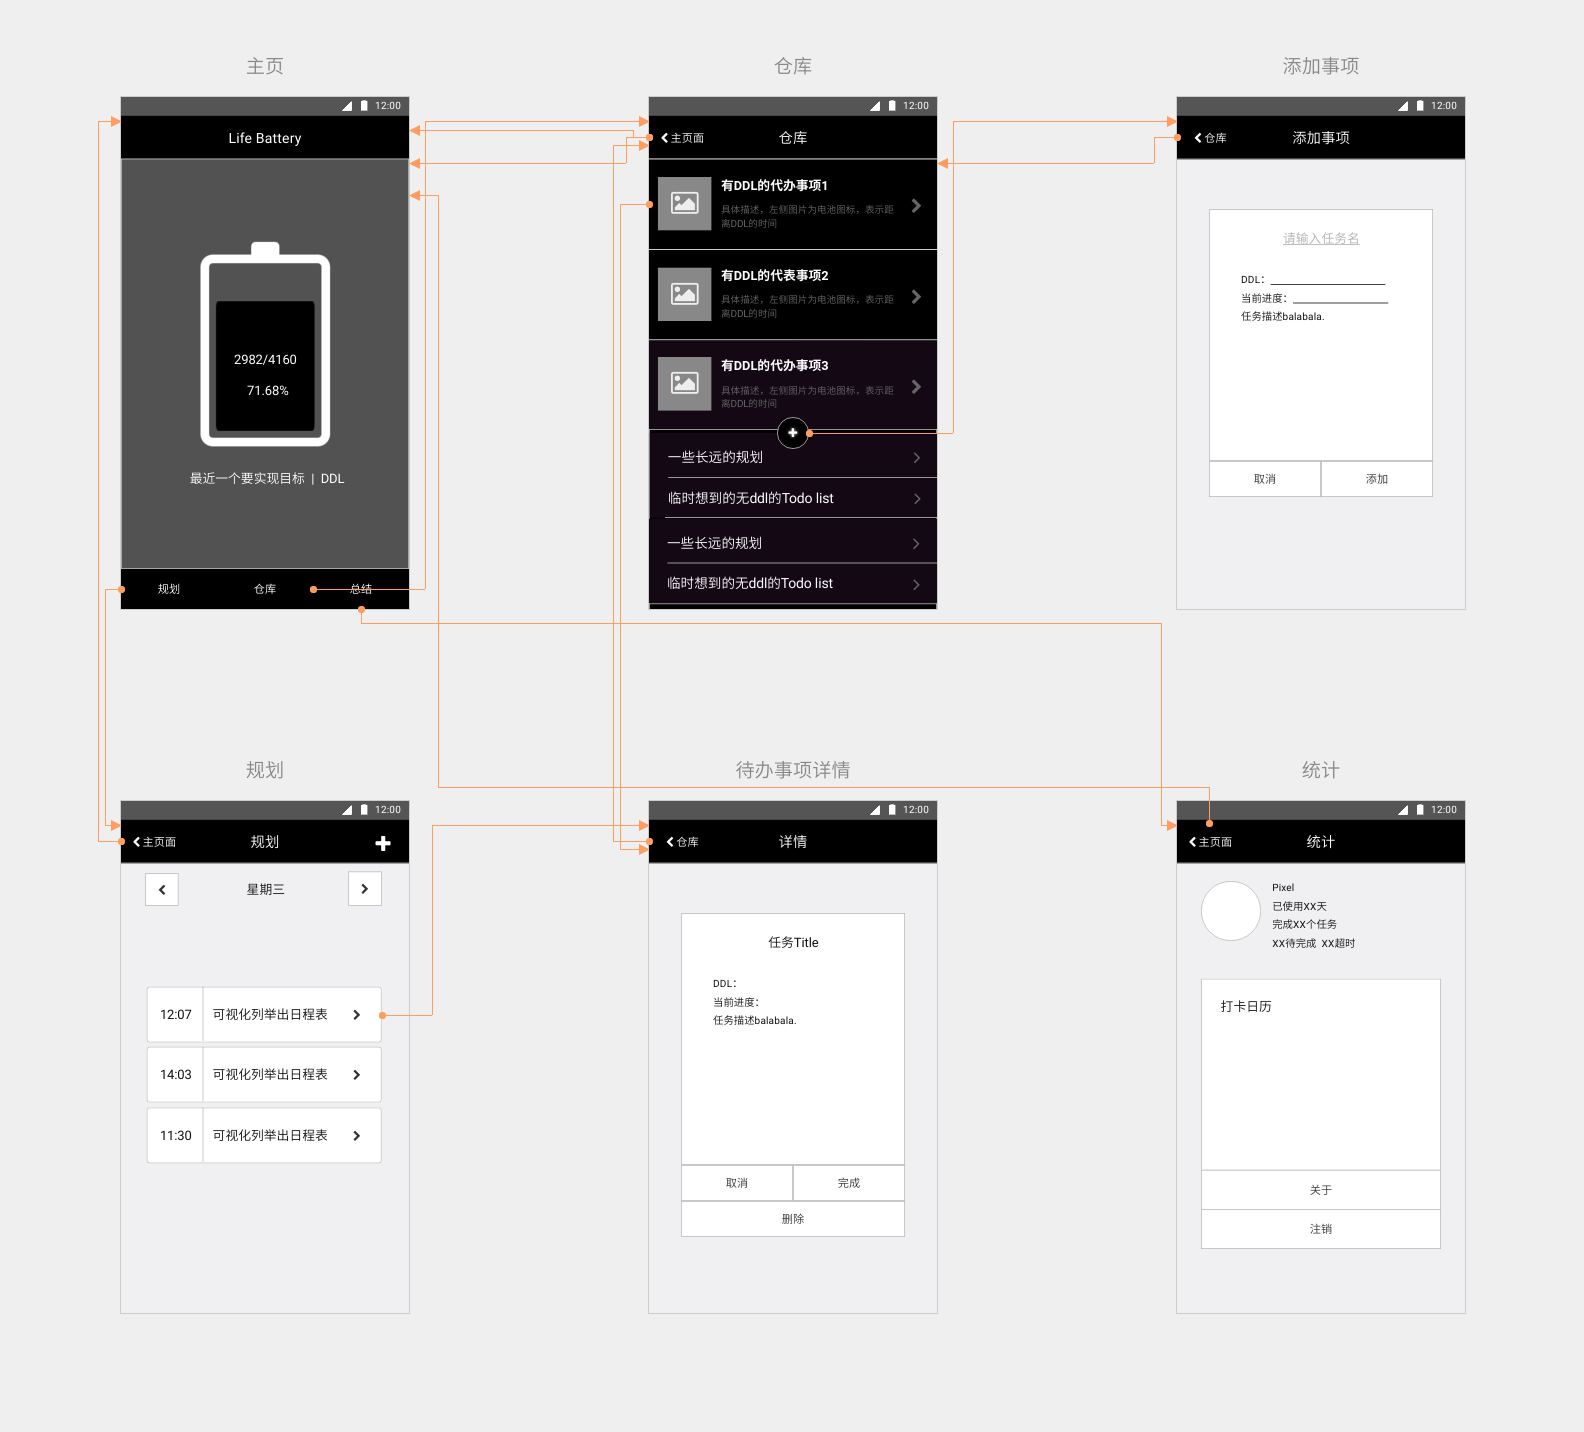 主页
12:00
Life Battery
2982/4160
71.68%
最近一个要实现目标 | DDL
规划
仓库
总结
仓库
12:00
主页面
仓库
有DDL的代办事项1
具体描述，左侧图片为电池图标，表示距
离DDL的时间
有DDL的代表事项2
具体描述，左侧图片为电池图标，表示距
离DDL的时间
有DDL的代办事项3
具体描述，左侧图片为电池图标，表示距
离DDL的时间
一些长远的规划
临时想到的无ddl的Todo list
一些长远的规划
临时想到的无ddl的Todo list
添加事项
12:00
仓库
添加事项
请输入任务名
DDL：
当前进度：
任务描述balabala.
取消
添加
规划
12:00
主页面
规划
星期三
12:07
可视化列举出日程表
14:03
可视化列举出日程表
11:30
可视化列举出日程表
待办事项详情
12:00
仓库
详情
任务Title
DDL：
当前进度：
任务描述balabala.
取消
完成
删除
统计
12:00
主页面
统计
Pixel
已使用XX天
完成XX个任务
XX待完成 XX超时
打卡日历
关于
注销